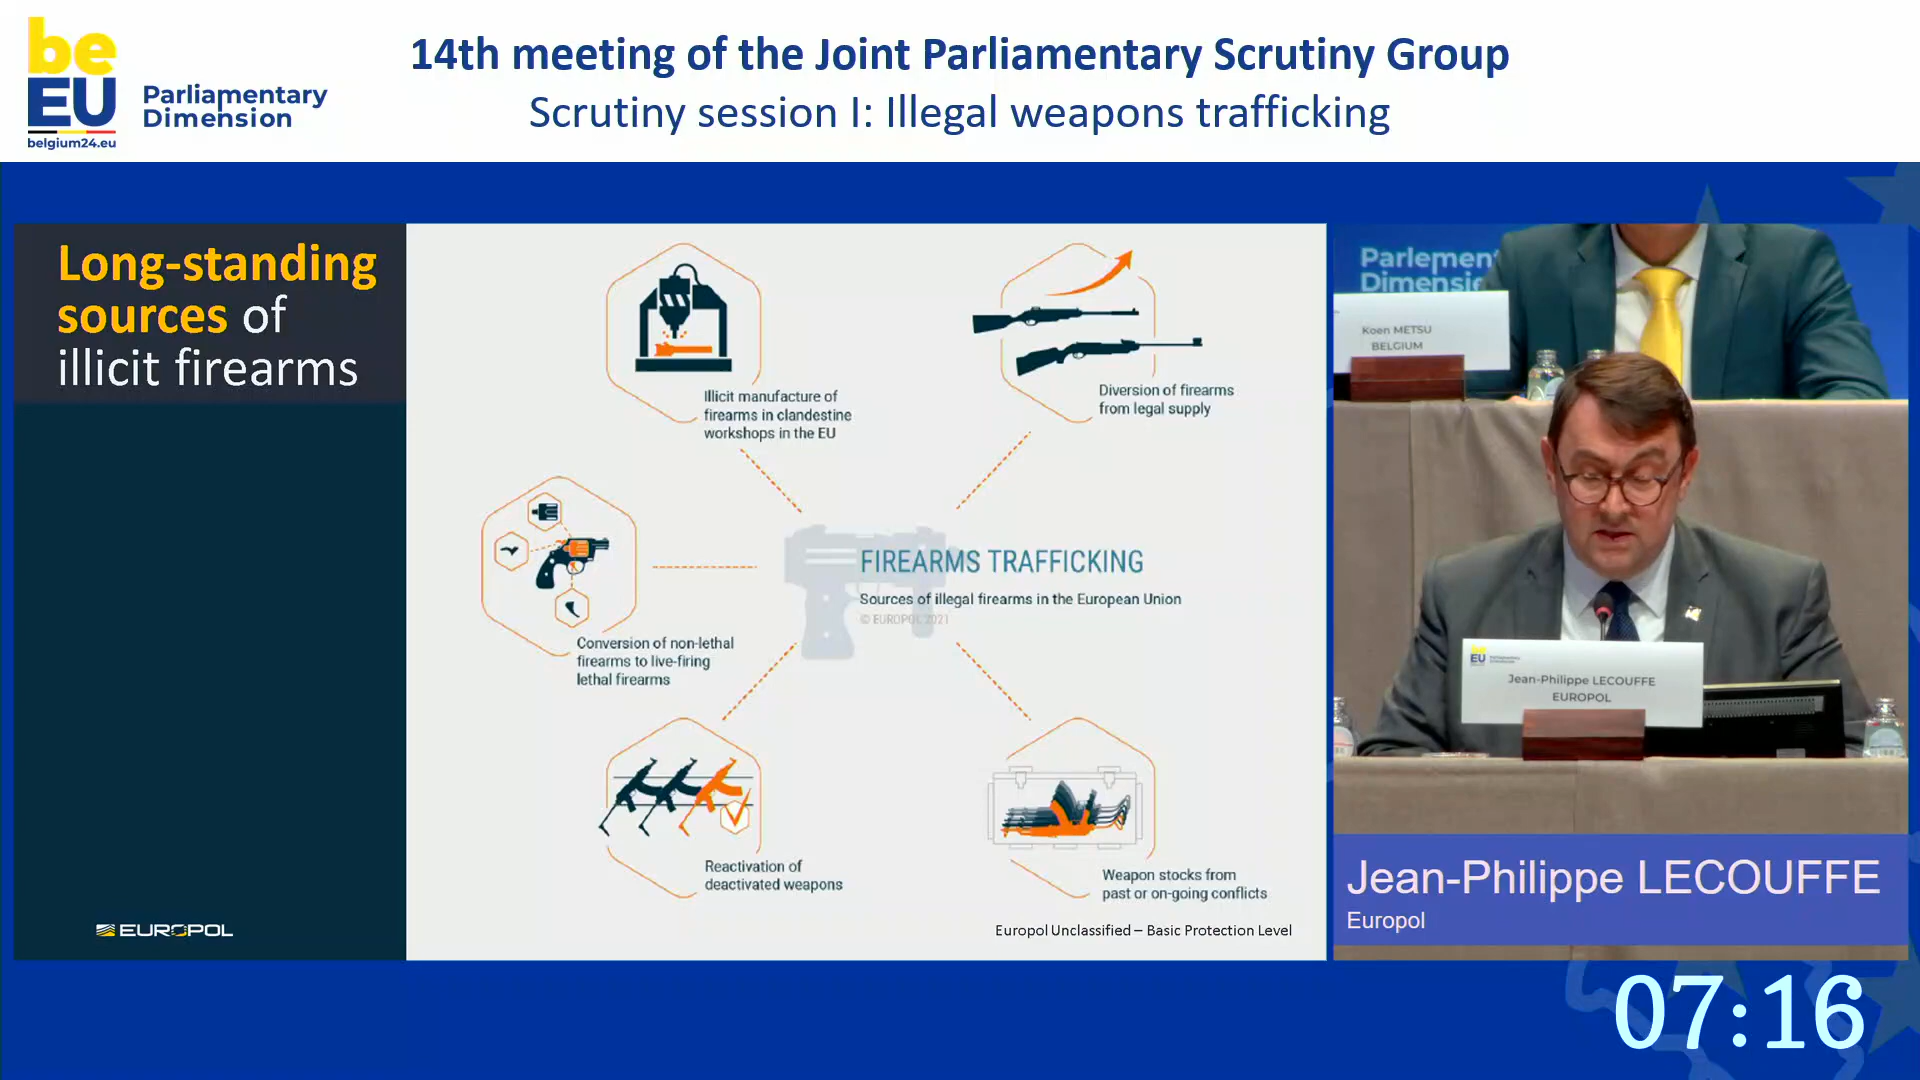 be
EU
belgium24.eu
Parliamentary
Dimension
14th meeting of the Joint Parliamentary Scrutiny Group
Scrutiny session I: Illegal weapons trafficking
Long-standing
sources of
illicit firearms
Illicit manufacture of
firearms in clandestine
workshops in the EU
Diversion of firearms
from legal supply
Conversion of non-lethal
firearms to live-firing
lethal firearms
FIREARMS TRAFFICKING
Sources of illegal firearms in the European Union
© EUROPOL 2021
Reactivation of
deactivated weapons
Weapon stocks from
past or on-going conflicts
EUROPOL
Europol Unclassified – Basic Protection Level
Koen METSU
BELGIUM
be
EU
Jean-Philippe LECOUFFE
EUROPOL
Jean-Philippe LECOUFFE
Europol
07:16